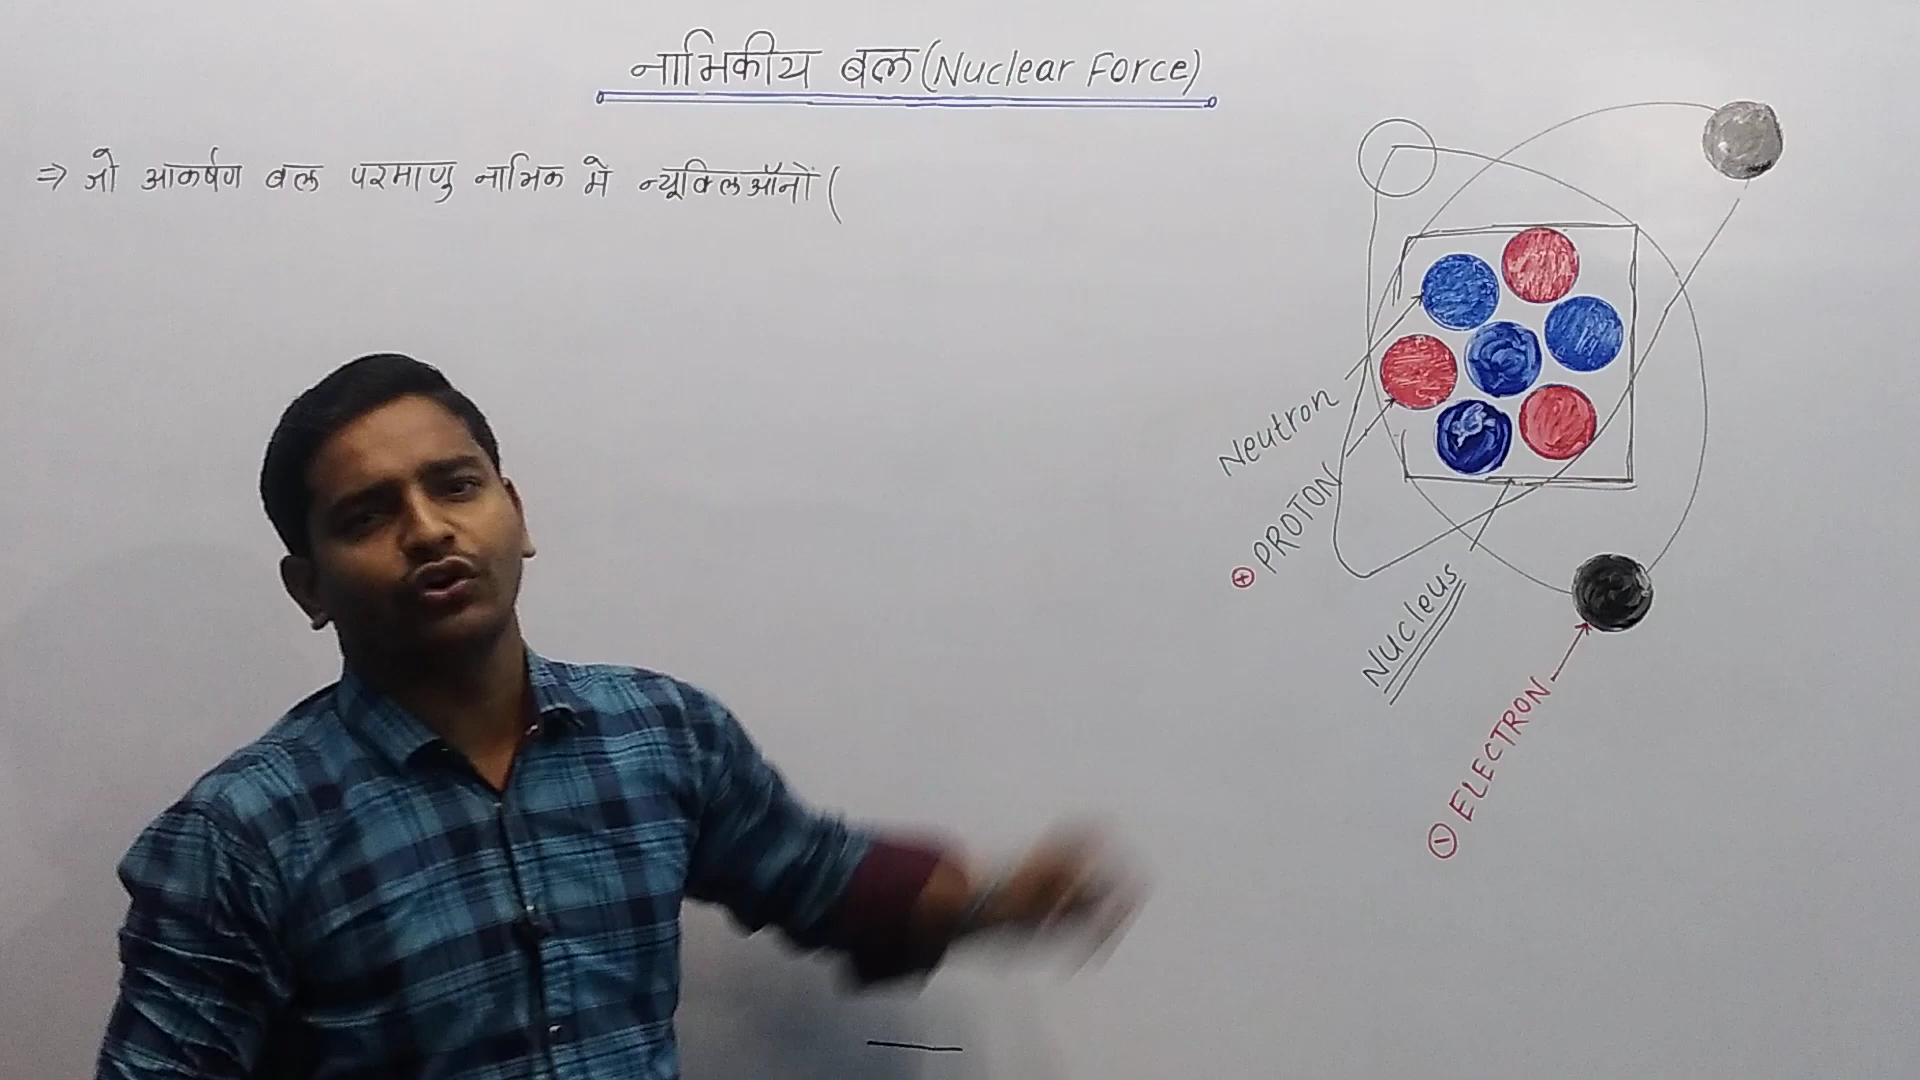 नाभिकीय बल (Nuclear Force)
⇒ जो आकर्षण बल परमाणु नाभिक मे न्यूक्लिऑनों (
Neutron
⊕ PROTON
Nucleus
⊖ ELECTRON